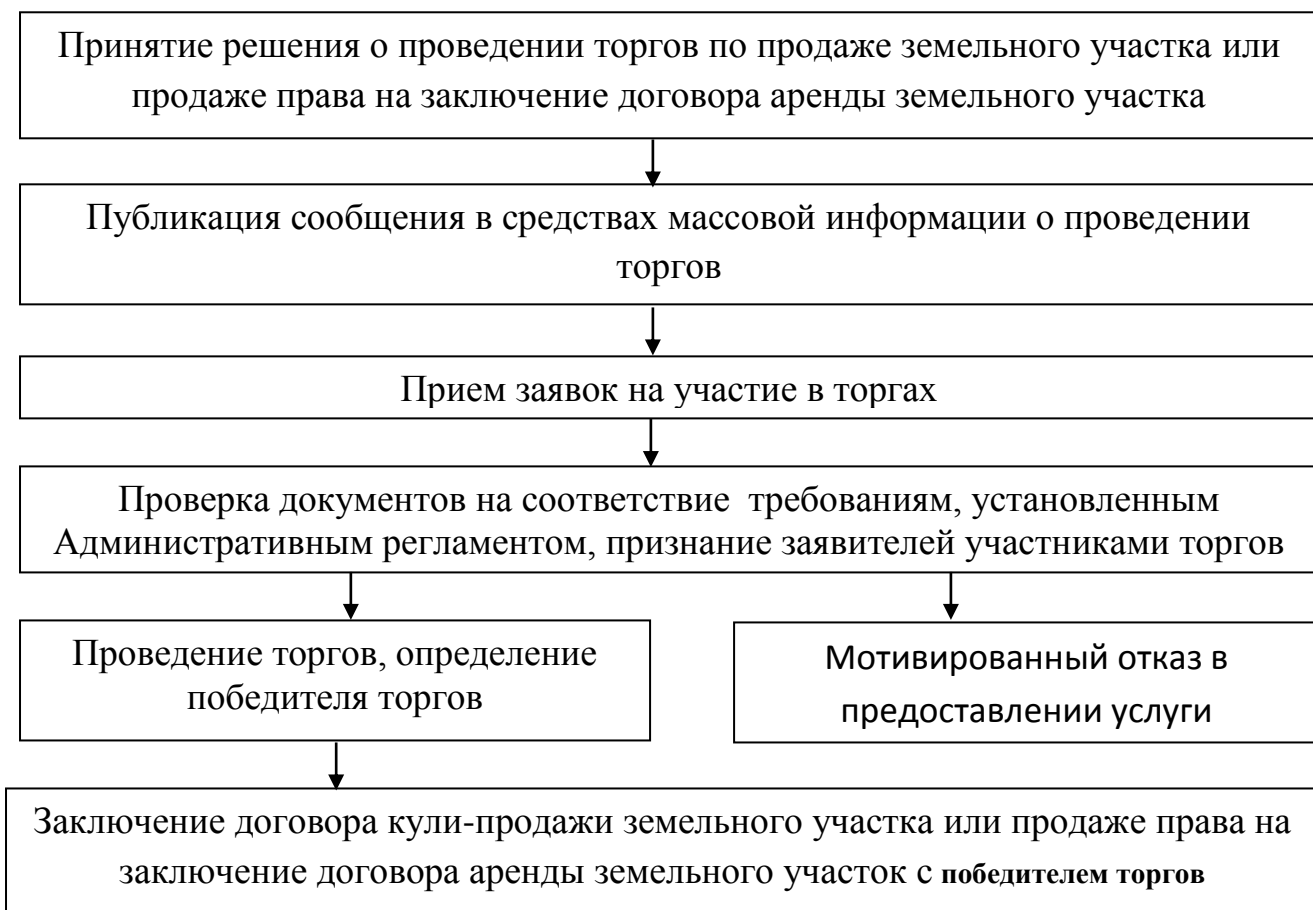 Принятие решения о проведении торгов по продаже земельного участка или
продаже права на заключение договора аренды земельного участка
Публикация сообщения в средствах массовой информации о проведении
торгов
Прием заявок на участие в торгах
Проверка документов на соответствие требованиям, установленным
Административным регламентом, признание заявителей участниками торгов
Проведение торгов, определение
победителя торгов
Мотивированный отказ в
предоставлении услуги
Заключение договора кули-продажи земельного участка или продаже права на
заключение договора аренды земельного участок с победителем торгов